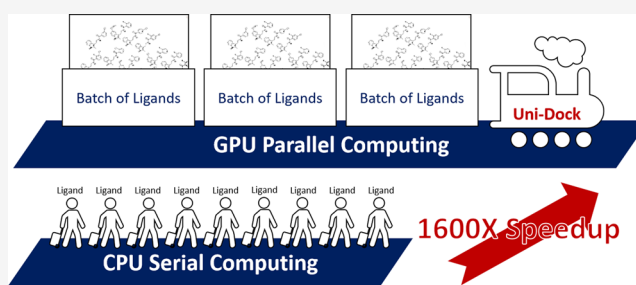 Batch of Ligands
Batch of Ligands
Batch of Ligands
Uni-Dock
GPU Parallel Computing
Ligand Ligand Ligand Ligand Ligand Ligand Ligand Ligand Ligand
1600X Speedup
CPU Serial Computing